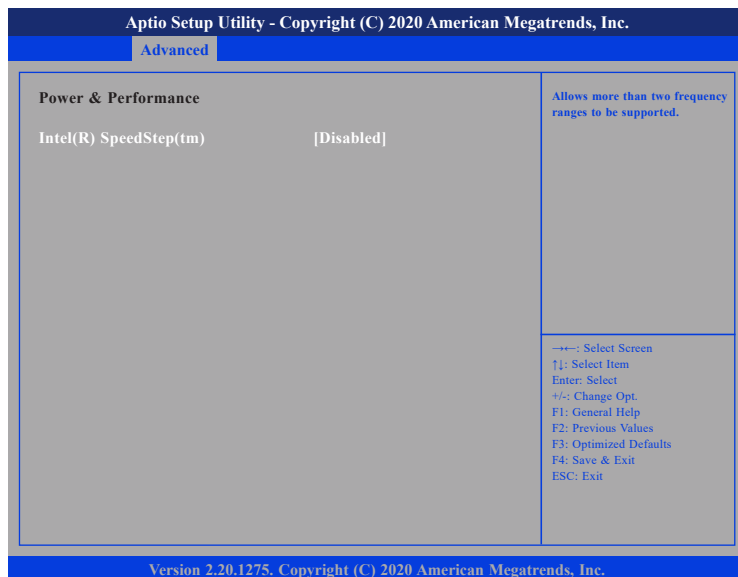 Aptio Setup Utility - Copyright (C) 2020 American Megatrends, Inc.
Advanced
Power & Performance
Intel(R) SpeedStep(tm) [Disabled]
Allows more than two frequency
ranges to be supported.
→←: Select Screen
↑↓: Select Item
Enter: Select
+/-: Change Opt.
F1: General Help
F2: Previous Values
F3: Optimized Defaults
F4: Save & Exit
ESC: Exit
Version 2.20.1275. Copyright (C) 2020 American Megatrends, Inc.